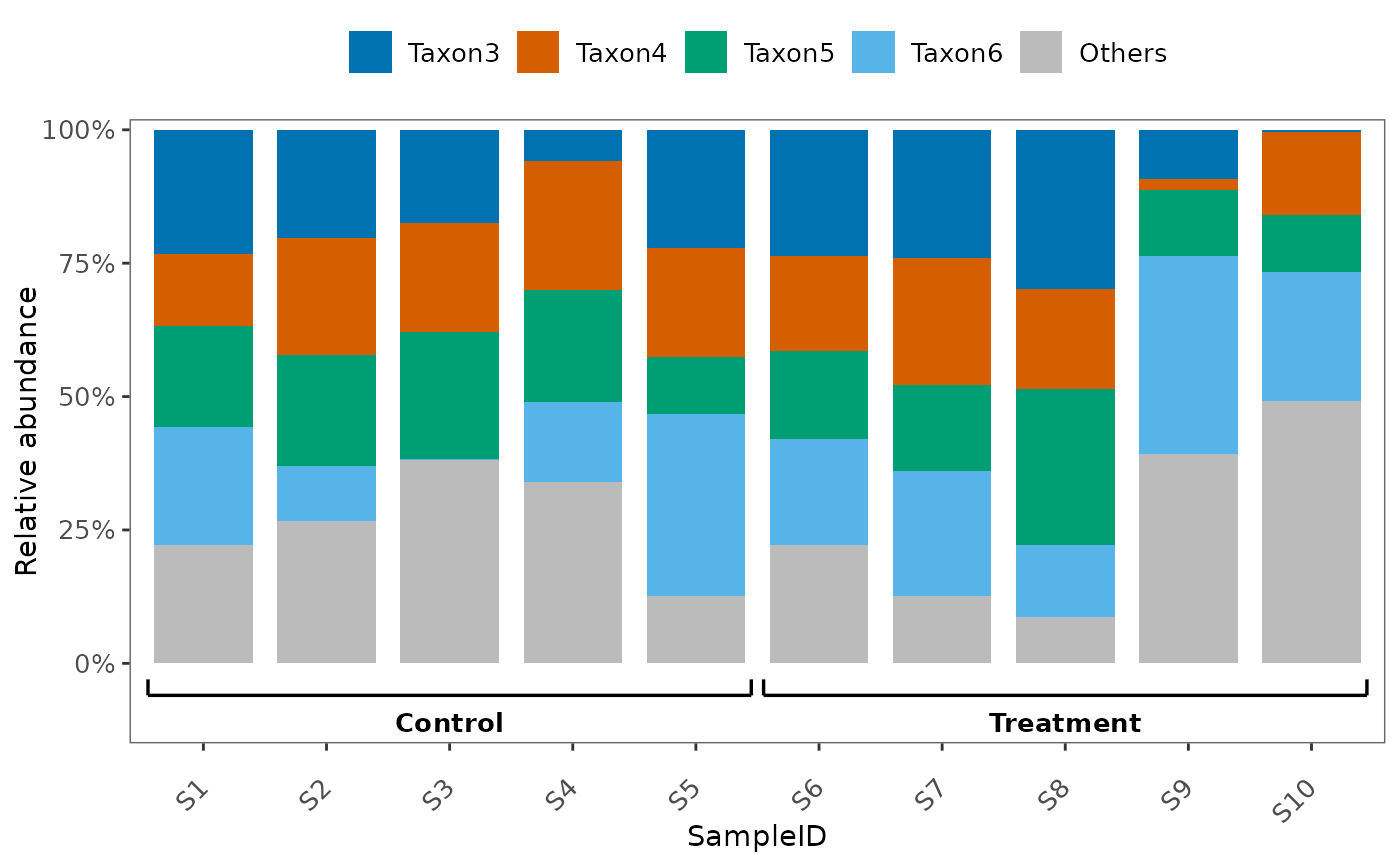 Taxon3 Taxon4 Taxon5 Taxon6 Others
100%
75%
50%
25%
0%
Relative abundance
Control Treatment
S1 S2 S3 S4 S5 S6 S7 S8 S9 S10
SampleID